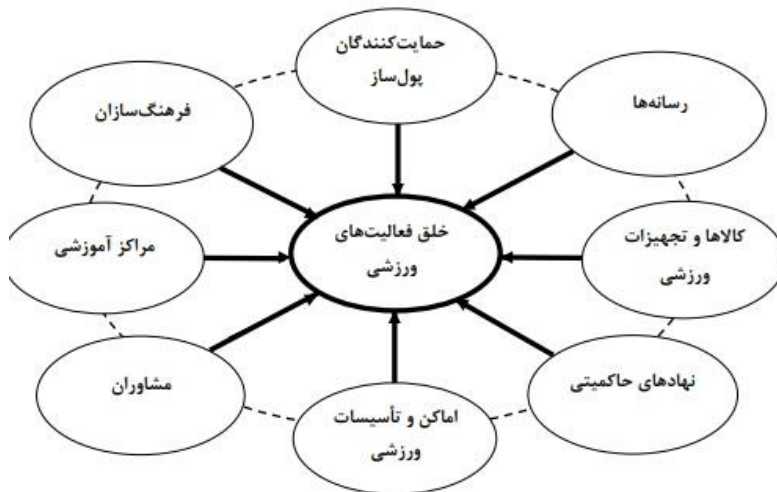 حمایت‌کنندگان
پول‌ساز
رسانه‌ها
فرهنگ‌سازان
خلق فعالیت‌های
ورزشی
کالاها و تجهیزات
ورزشی
مراکز آموزشی
نهادهای حاکمیتی
مشاوران
اماکن و تأسیسات
ورزشی